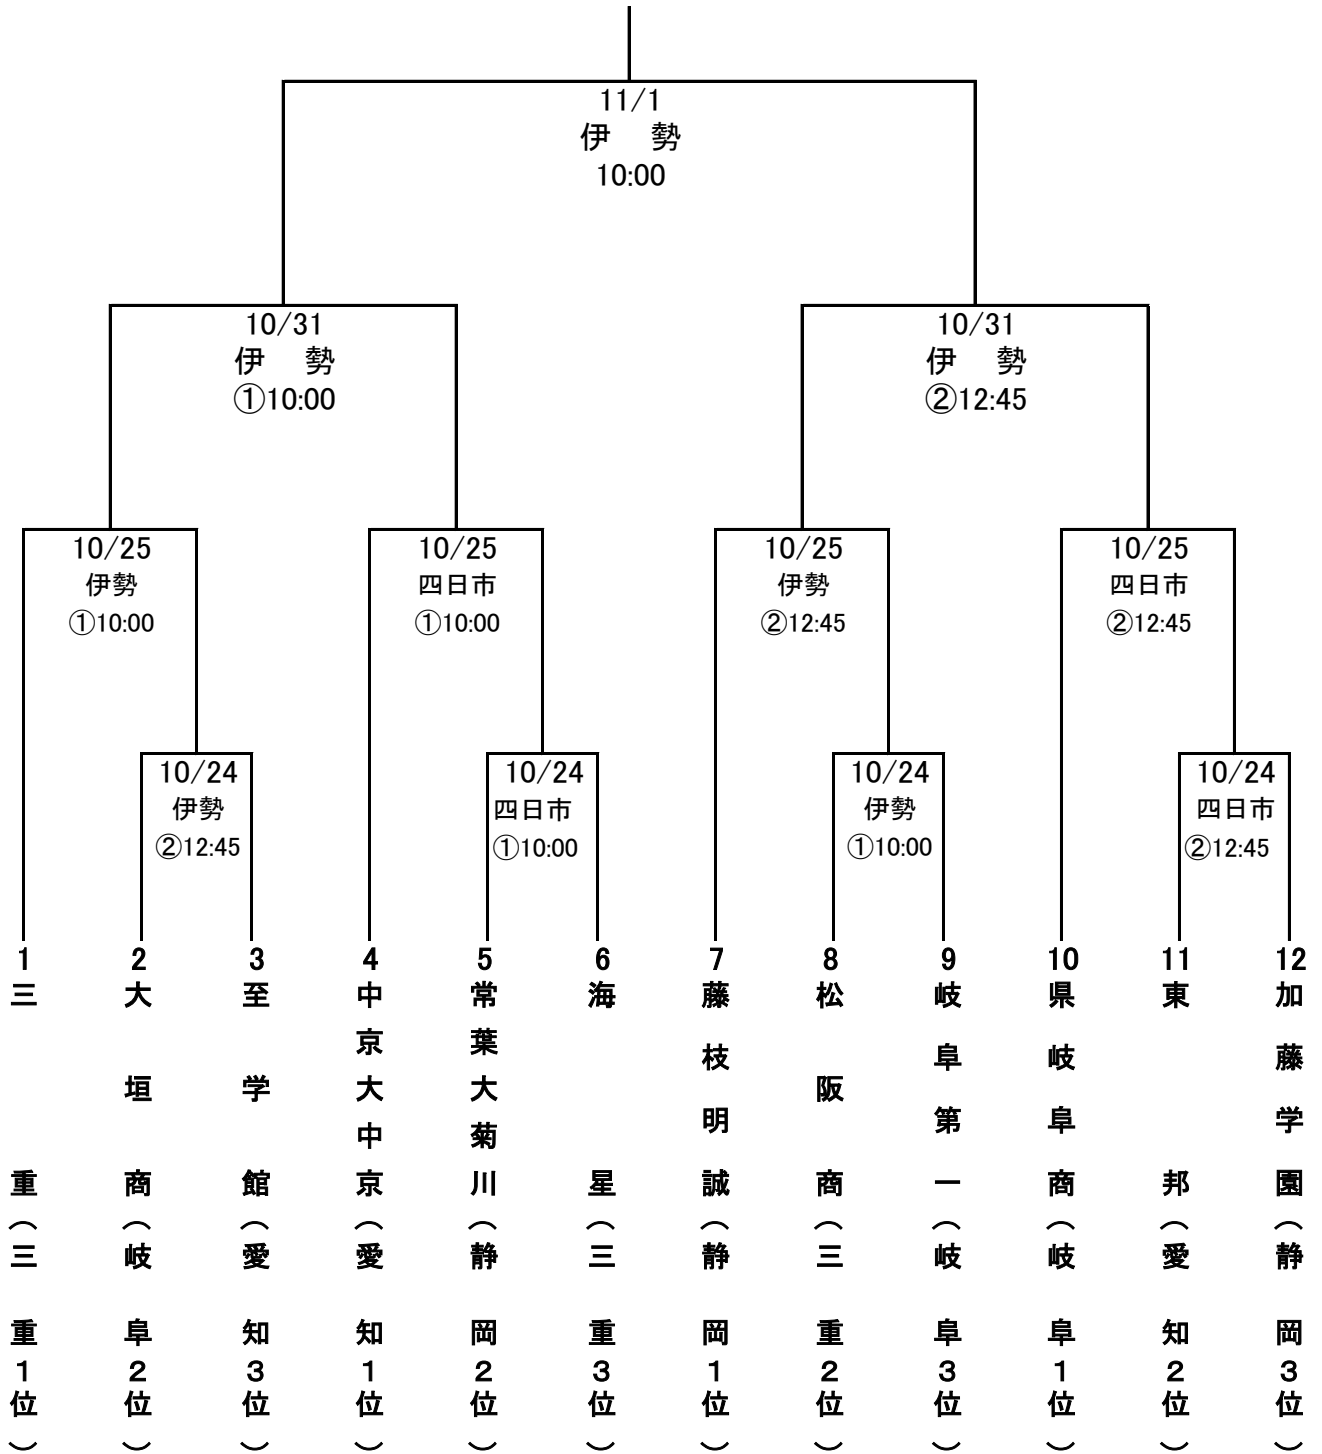 11/1
伊　勢
10:00
10/31
伊　勢
①10:00
10/31
伊　勢
②12:45
10/25
伊勢
①10:00
10/25
四日市
①10:00
10/25
伊勢
②12:45
10/25
四日市
②12:45
10/24
伊勢
②12:45
10/24
四日市
①10:00
10/24
伊勢
①10:00
10/24
四日市
②12:45
1
三重（三重1位）
2
大垣商（岐阜2位）
3
至学館（愛知3位）
4
中京大中京（愛知1位）
5
常葉大菊川（静岡2位）
6
海星（三重3位）
7
藤枝明誠（静岡1位）
8
松阪商（三重2位）
9
岐阜第一（岐阜3位）
10
県岐阜商（岐阜1位）
11
東邦（愛知2位）
12
加藤学園（静岡3位）